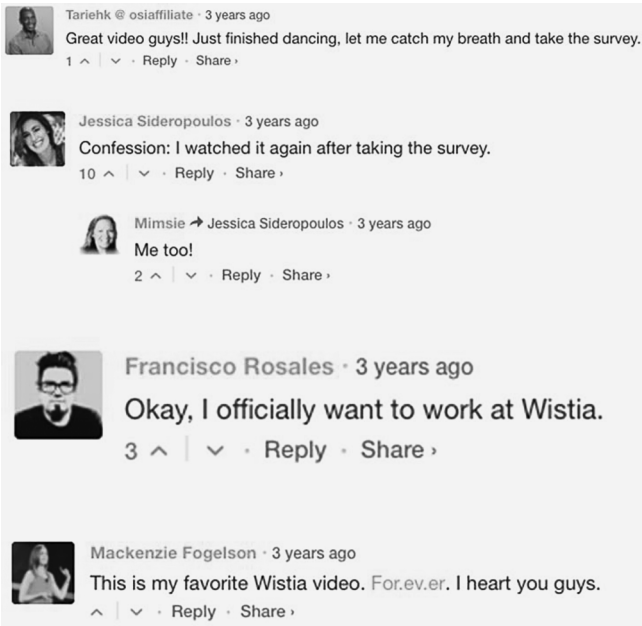 Tariehk @ osiaffiliate · 3 years ago
Great video guys!! Just finished dancing, let me catch my breath and take the survey.
1 · Reply · Share ›
Jessica Sideropoulos · 3 years ago
Confession: I watched it again after taking the survey.
10 · Reply · Share ›
Mimsie → Jessica Sideropoulos · 3 years ago
Me too!
2 · Reply · Share ›
Francisco Rosales · 3 years ago
Okay, I officially want to work at Wistia.
3 · Reply · Share ›
Mackenzie Fogelson · 3 years ago
This is my favorite Wistia video. For.ev.er. I heart you guys.
· Reply · Share ›